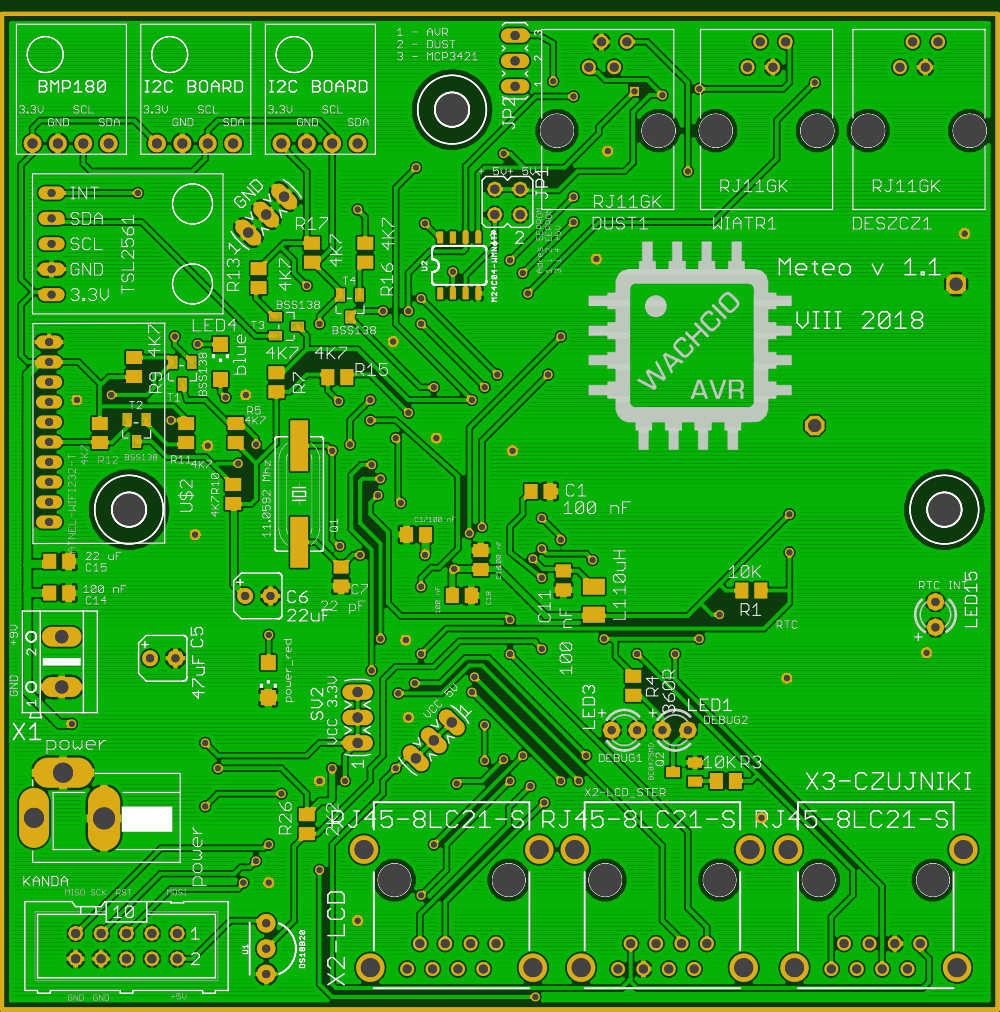 1 - AVR
2 - DUST
3 - MCP3421
3
2
1
JP2
BMP180
I2C BOARD
I2C BOARD
3.3V
GND
SCL
SDA
3.3V
GND
SCL
SDA
3.3V
GND
SCL
SDA
RJ11GK
DUST1
RJ11GK
WIATR1
RJ11GK
DESZCZ1
5V+
5V
JP1
2
INT
SDA
SCL
GND
3.3V
TSL2561
GND
R13
1
R17
4K7
4K7
R16
4K7
U2
M24C04-WMN6TP
T4
BSS138
T3
BSS138
Meteo v 1.1
VIII 2018
WACHCIO
AVR
LED4
blue
4K7
R9
BSS138
T1
T2
BSS138
R12
4K7
R11
4K7
R5
4K7
4K7
R7
4K7
R15
4K7R10
U$2
ATNEL-WIFI232-T
11.0592 Mhz
Q1
C1
100 nF
C17
100 nF
C18
100 nF
22 uF
C15
100 nF
C14
C6
22uF
C7
22 pF
C11
100 nF
L1
10uH
10K
R1
RTC
RTC INT
LED15
+9V
GND
2
1
X1
C5
47uF
power_red
SV2
VCC 3.3V
1
VCC 5V
1
LED3
DEBUG1
R4
360R
LED1
DEBUG2
Q2
10K
R3
X3-CZUJNIKI
X2-LCD_STER
power
power
R26
2K2
RJ45-8LC21-S
RJ45-8LC21-S
RJ45-8LC21-S
KANDA
MISO
SCK
RST
MOSI
10
1
2
GND
GND
+5V
U1
DS18B20
X2-LCD